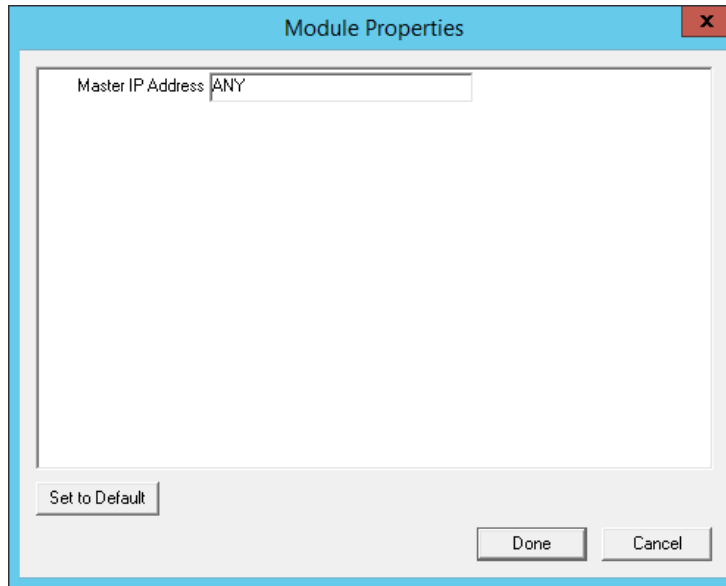 Module Properties
x
Master IP Address ANY
Set to Default
Done Cancel